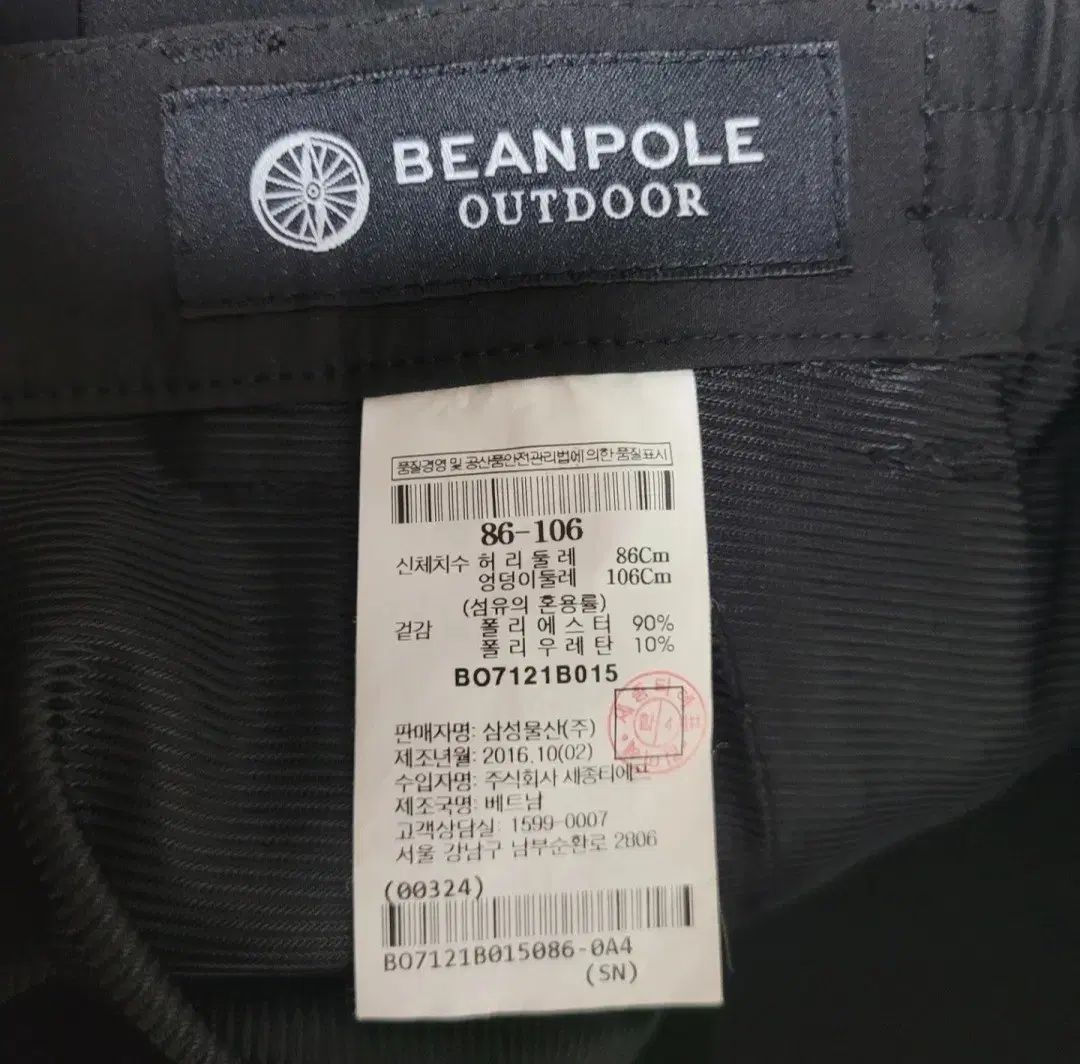 BEANPOLE
OUTDOOR
품질경영 및 공산품안전관리법에 의한 품질표시
86-106
신체치수 허 리 둘 레 86Cm
엉덩이둘레 106Cm
(섬유의 혼용률)
겉감 폴 리 에 스 터 90%
폴 리 우 레 탄 10%
BO7121B015
판매자명: 삼성물산(주)
제조년월: 2016.10(02)
수입자명: 주식회사 새종티에프
제조국명: 베트남
고객상담실: 1599-0007
서울 강남구 남부순환로 2806
(00324)
BO7121B015086-0A4
(SN)